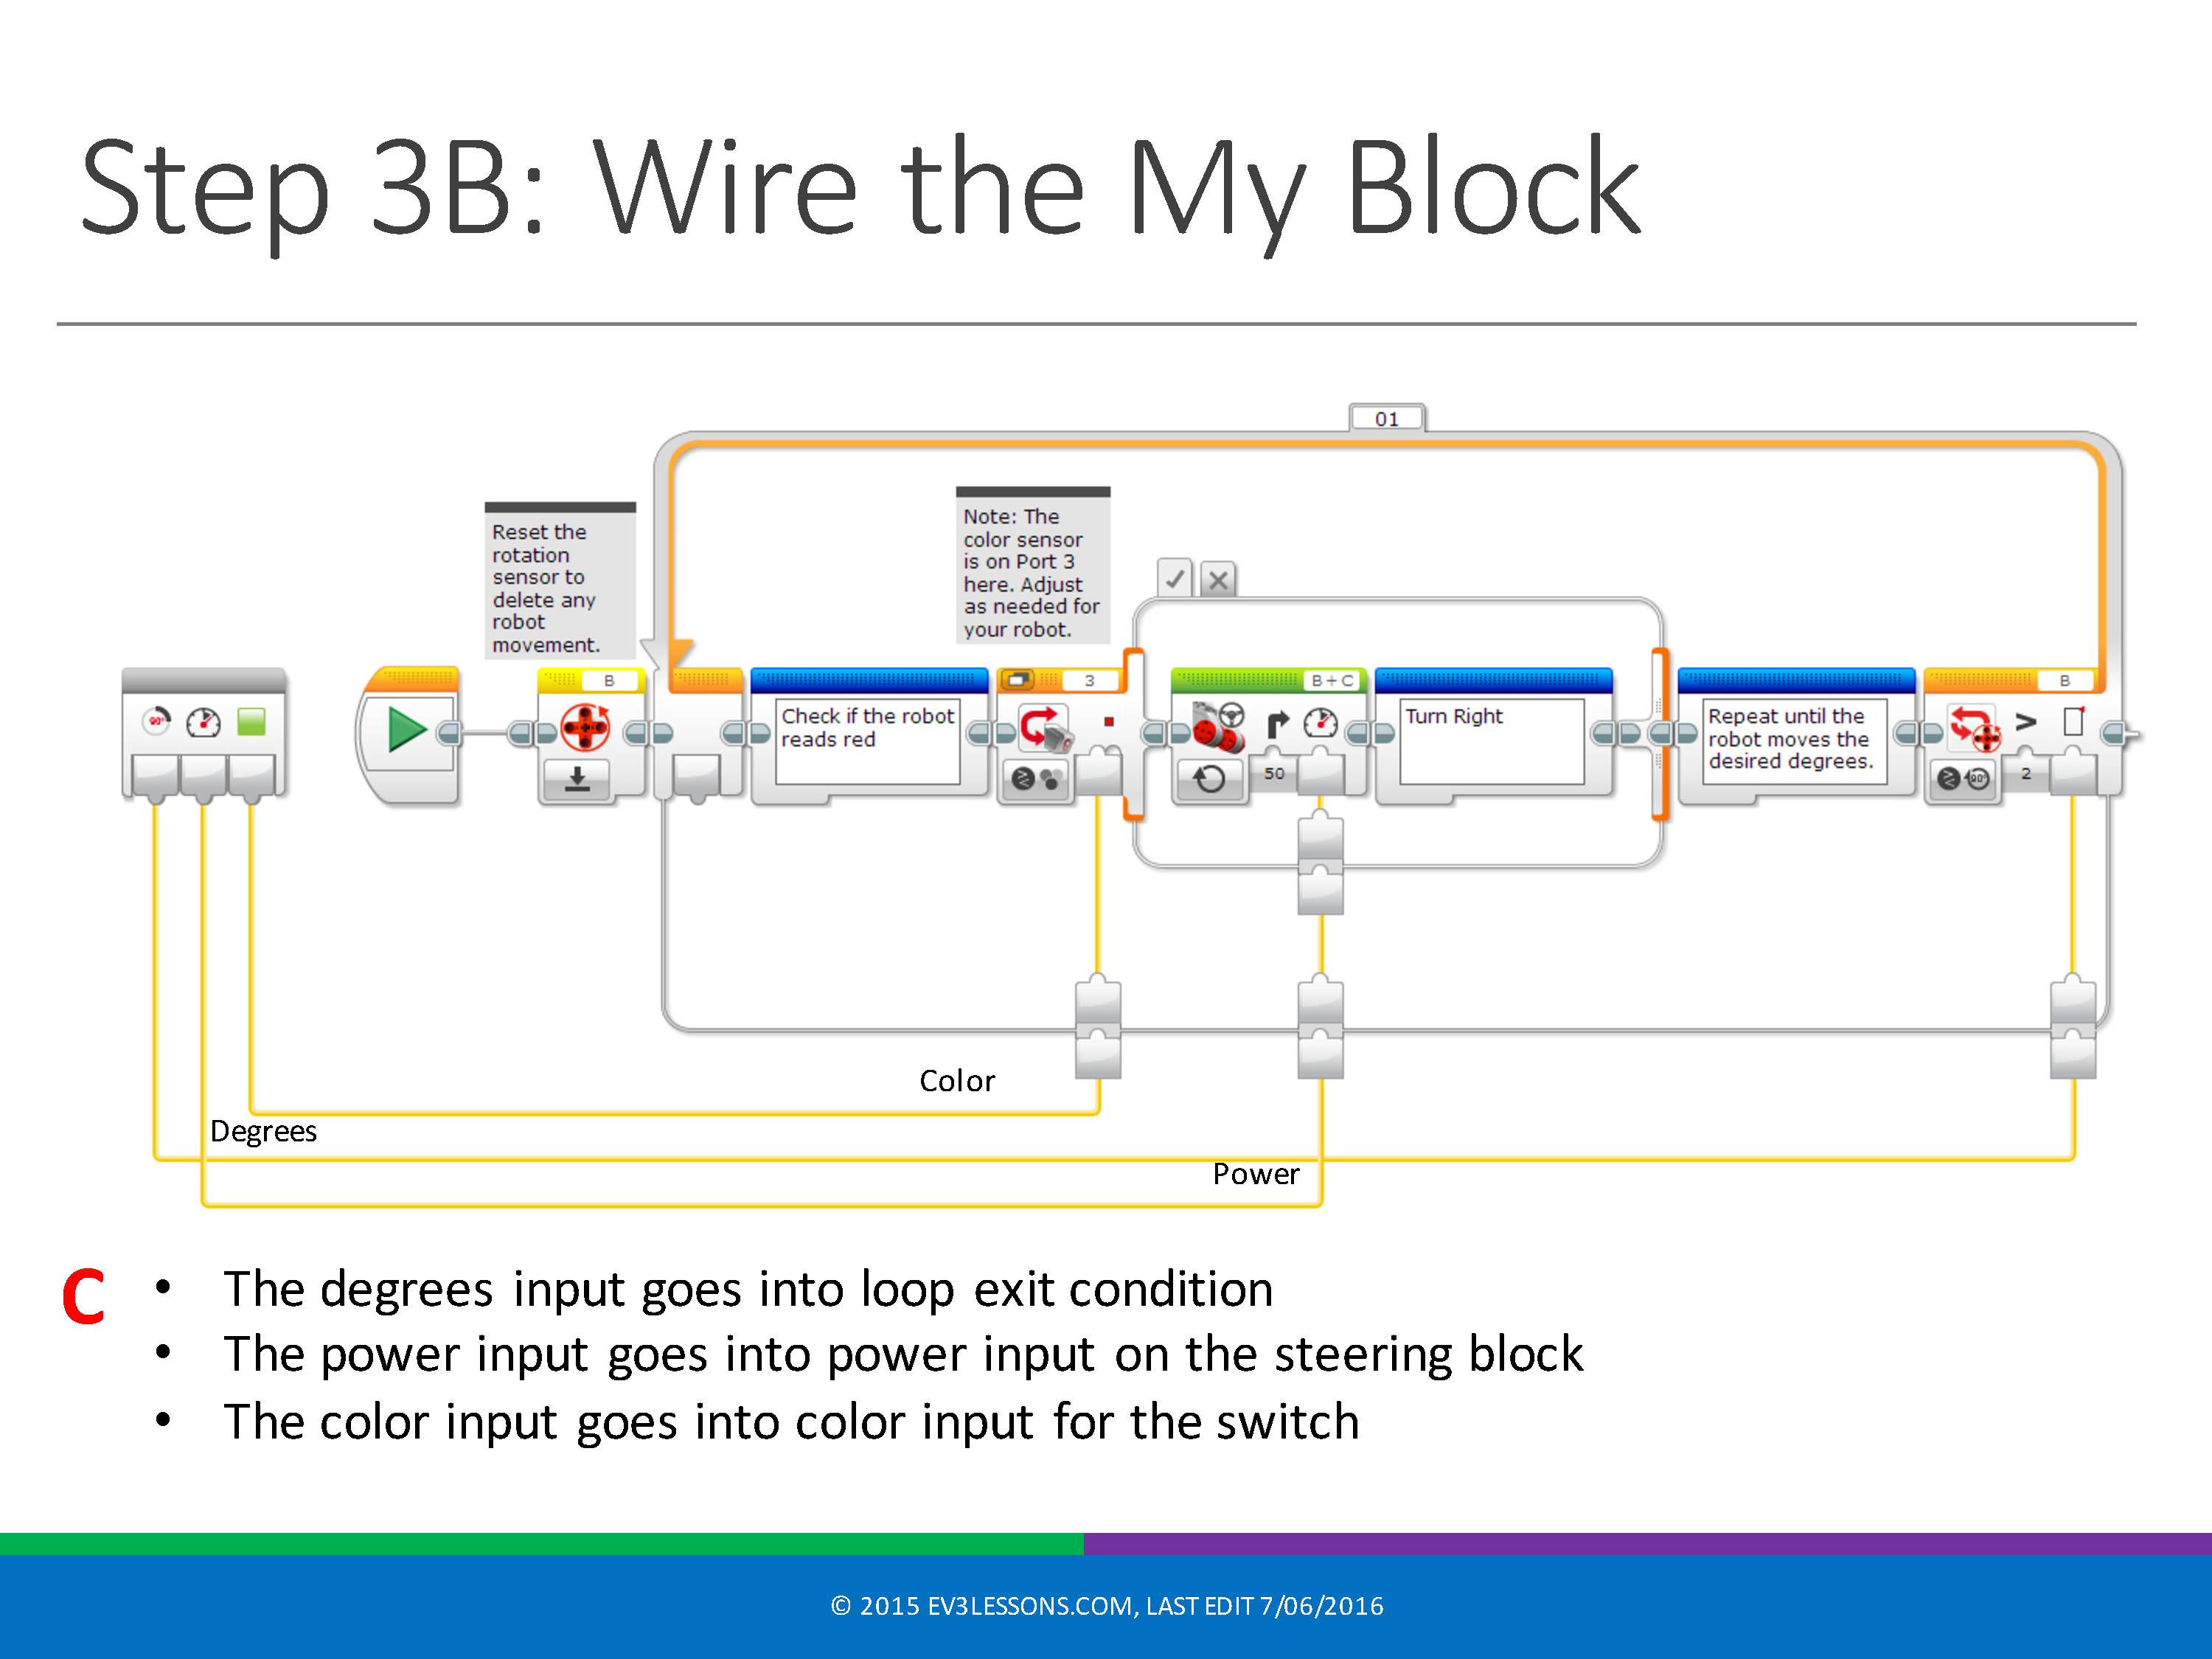 Step 3B: Wire the My Block
01
Reset the
rotation
sensor to
delete any
robot
movement.
Note: The
color sensor
is on Port 3
here. Adjust
as needed for
your robot.
B
3
B + C
B
90°
Check if the robot
reads red
Turn Right
Repeat until the
robot moves the
desired degrees.
>
50
2
90°
Color
Degrees
Power
C
• The degrees input goes into loop exit condition
• The power input goes into power input on the steering block
• The color input goes into color input for the switch
© 2015 EV3LESSONS.COM, LAST EDIT 7/06/2016